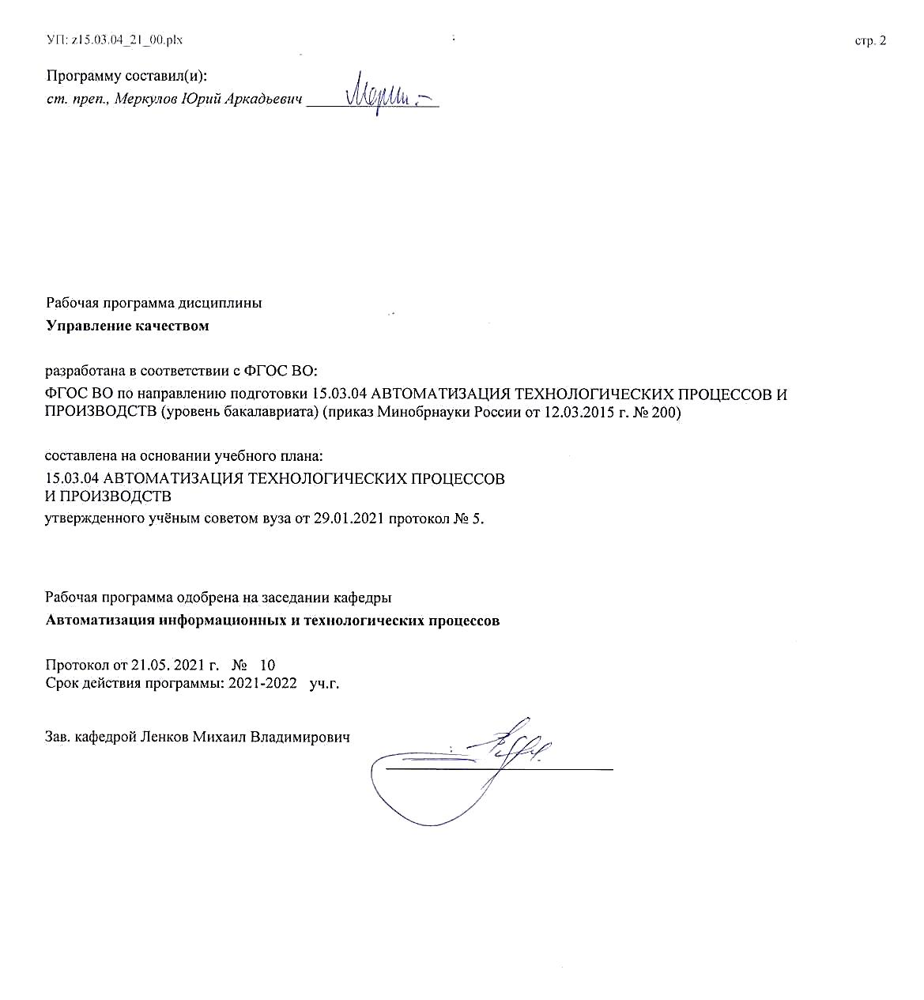 УП: z15.03.04_21_00.plx
стр. 2
Программу составил(и):
ст. преп., Меркулов Юрий Аркадьевич
Рабочая программа дисциплины
Управление качеством
разработана в соответствии с ФГОС ВО:
ФГОС ВО по направлению подготовки 15.03.04 АВТОМАТИЗАЦИЯ ТЕХНОЛОГИЧЕСКИХ ПРОЦЕССОВ И
ПРОИЗВОДСТВ (уровень бакалавриата) (приказ Минобрнауки России от 12.03.2015 г. № 200)
составлена на основании учебного плана:
15.03.04 АВТОМАТИЗАЦИЯ ТЕХНОЛОГИЧЕСКИХ ПРОЦЕССОВ
И ПРОИЗВОДСТВ
утвержденного учёным советом вуза от 29.01.2021 протокол № 5.
Рабочая программа одобрена на заседании кафедры
Автоматизация информационных и технологических процессов
Протокол от 21.05. 2021 г. № 10
Срок действия программы: 2021-2022 уч.г.
Зав. кафедрой Ленков Михаил Владимирович